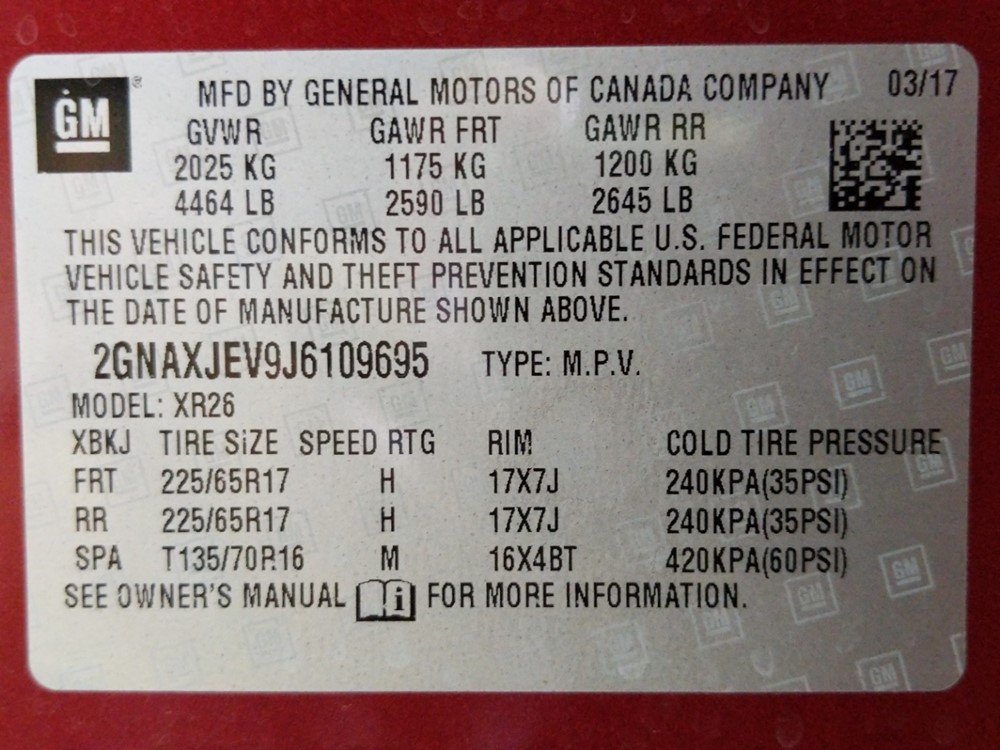 GM ® MFD BY GENERAL MOTORS OF CANADA COMPANY 03/17
GVWR GAWR FRT GAWR RR
2025 KG 1175 KG 1200 KG
4464 LB 2590 LB 2645 LB
THIS VEHICLE CONFORMS TO ALL APPLICABLE U.S. FEDERAL MOTOR
VEHICLE SAFETY AND THEFT PREVENTION STANDARDS IN EFFECT ON
THE DATE OF MANUFACTURE SHOWN ABOVE.
2GNAXJEV9J6109695 TYPE: M.P.V.
MODEL: XR26
XBKJ TIRE SiZE SPEED RTG RIM COLD TIRE PRESSURE
FRT 225/65R17 H 17X7J 240KPA(35PSI)
RR 225/65R17 H 17X7J 240KPA(35PSI)
SPA T135/70R16 M 16X4BT 420KPA(60PSI)
SEE OWNER'S MANUAL i FOR MORE INFORMATION.